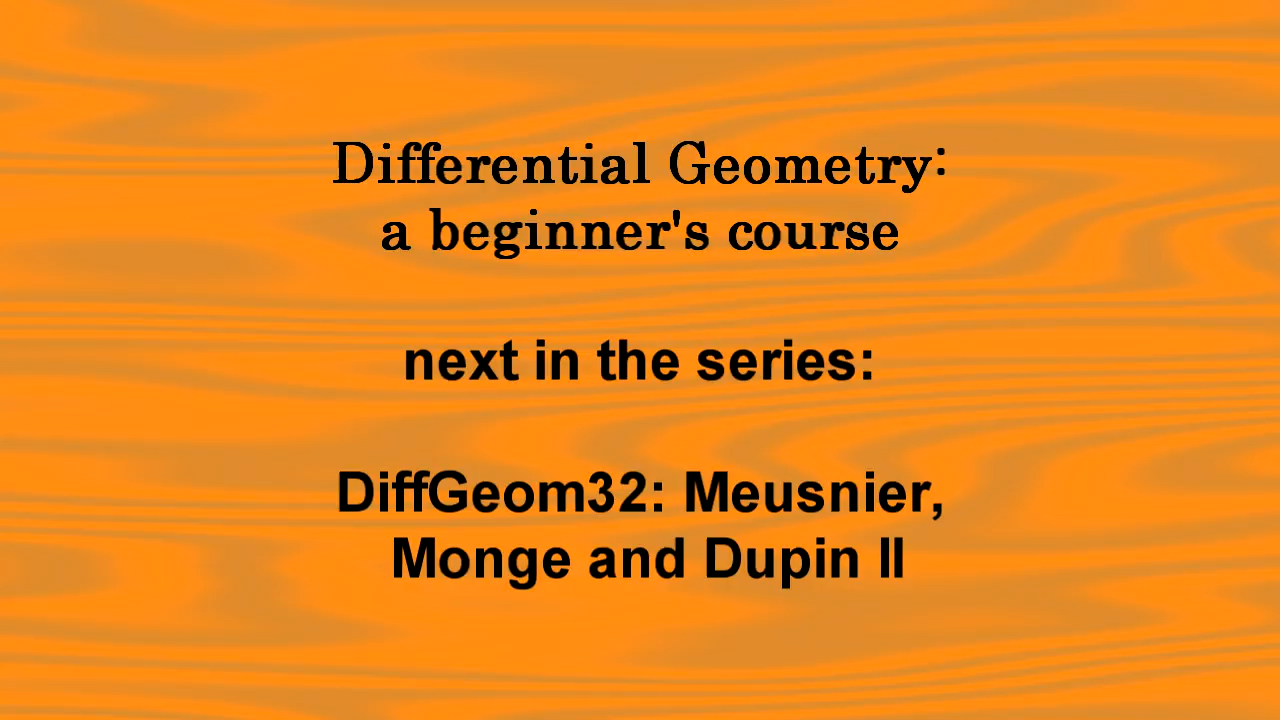 Differential Geometry:
a beginner's course
next in the series:
DiffGeom32: Meusnier,
Monge and Dupin II